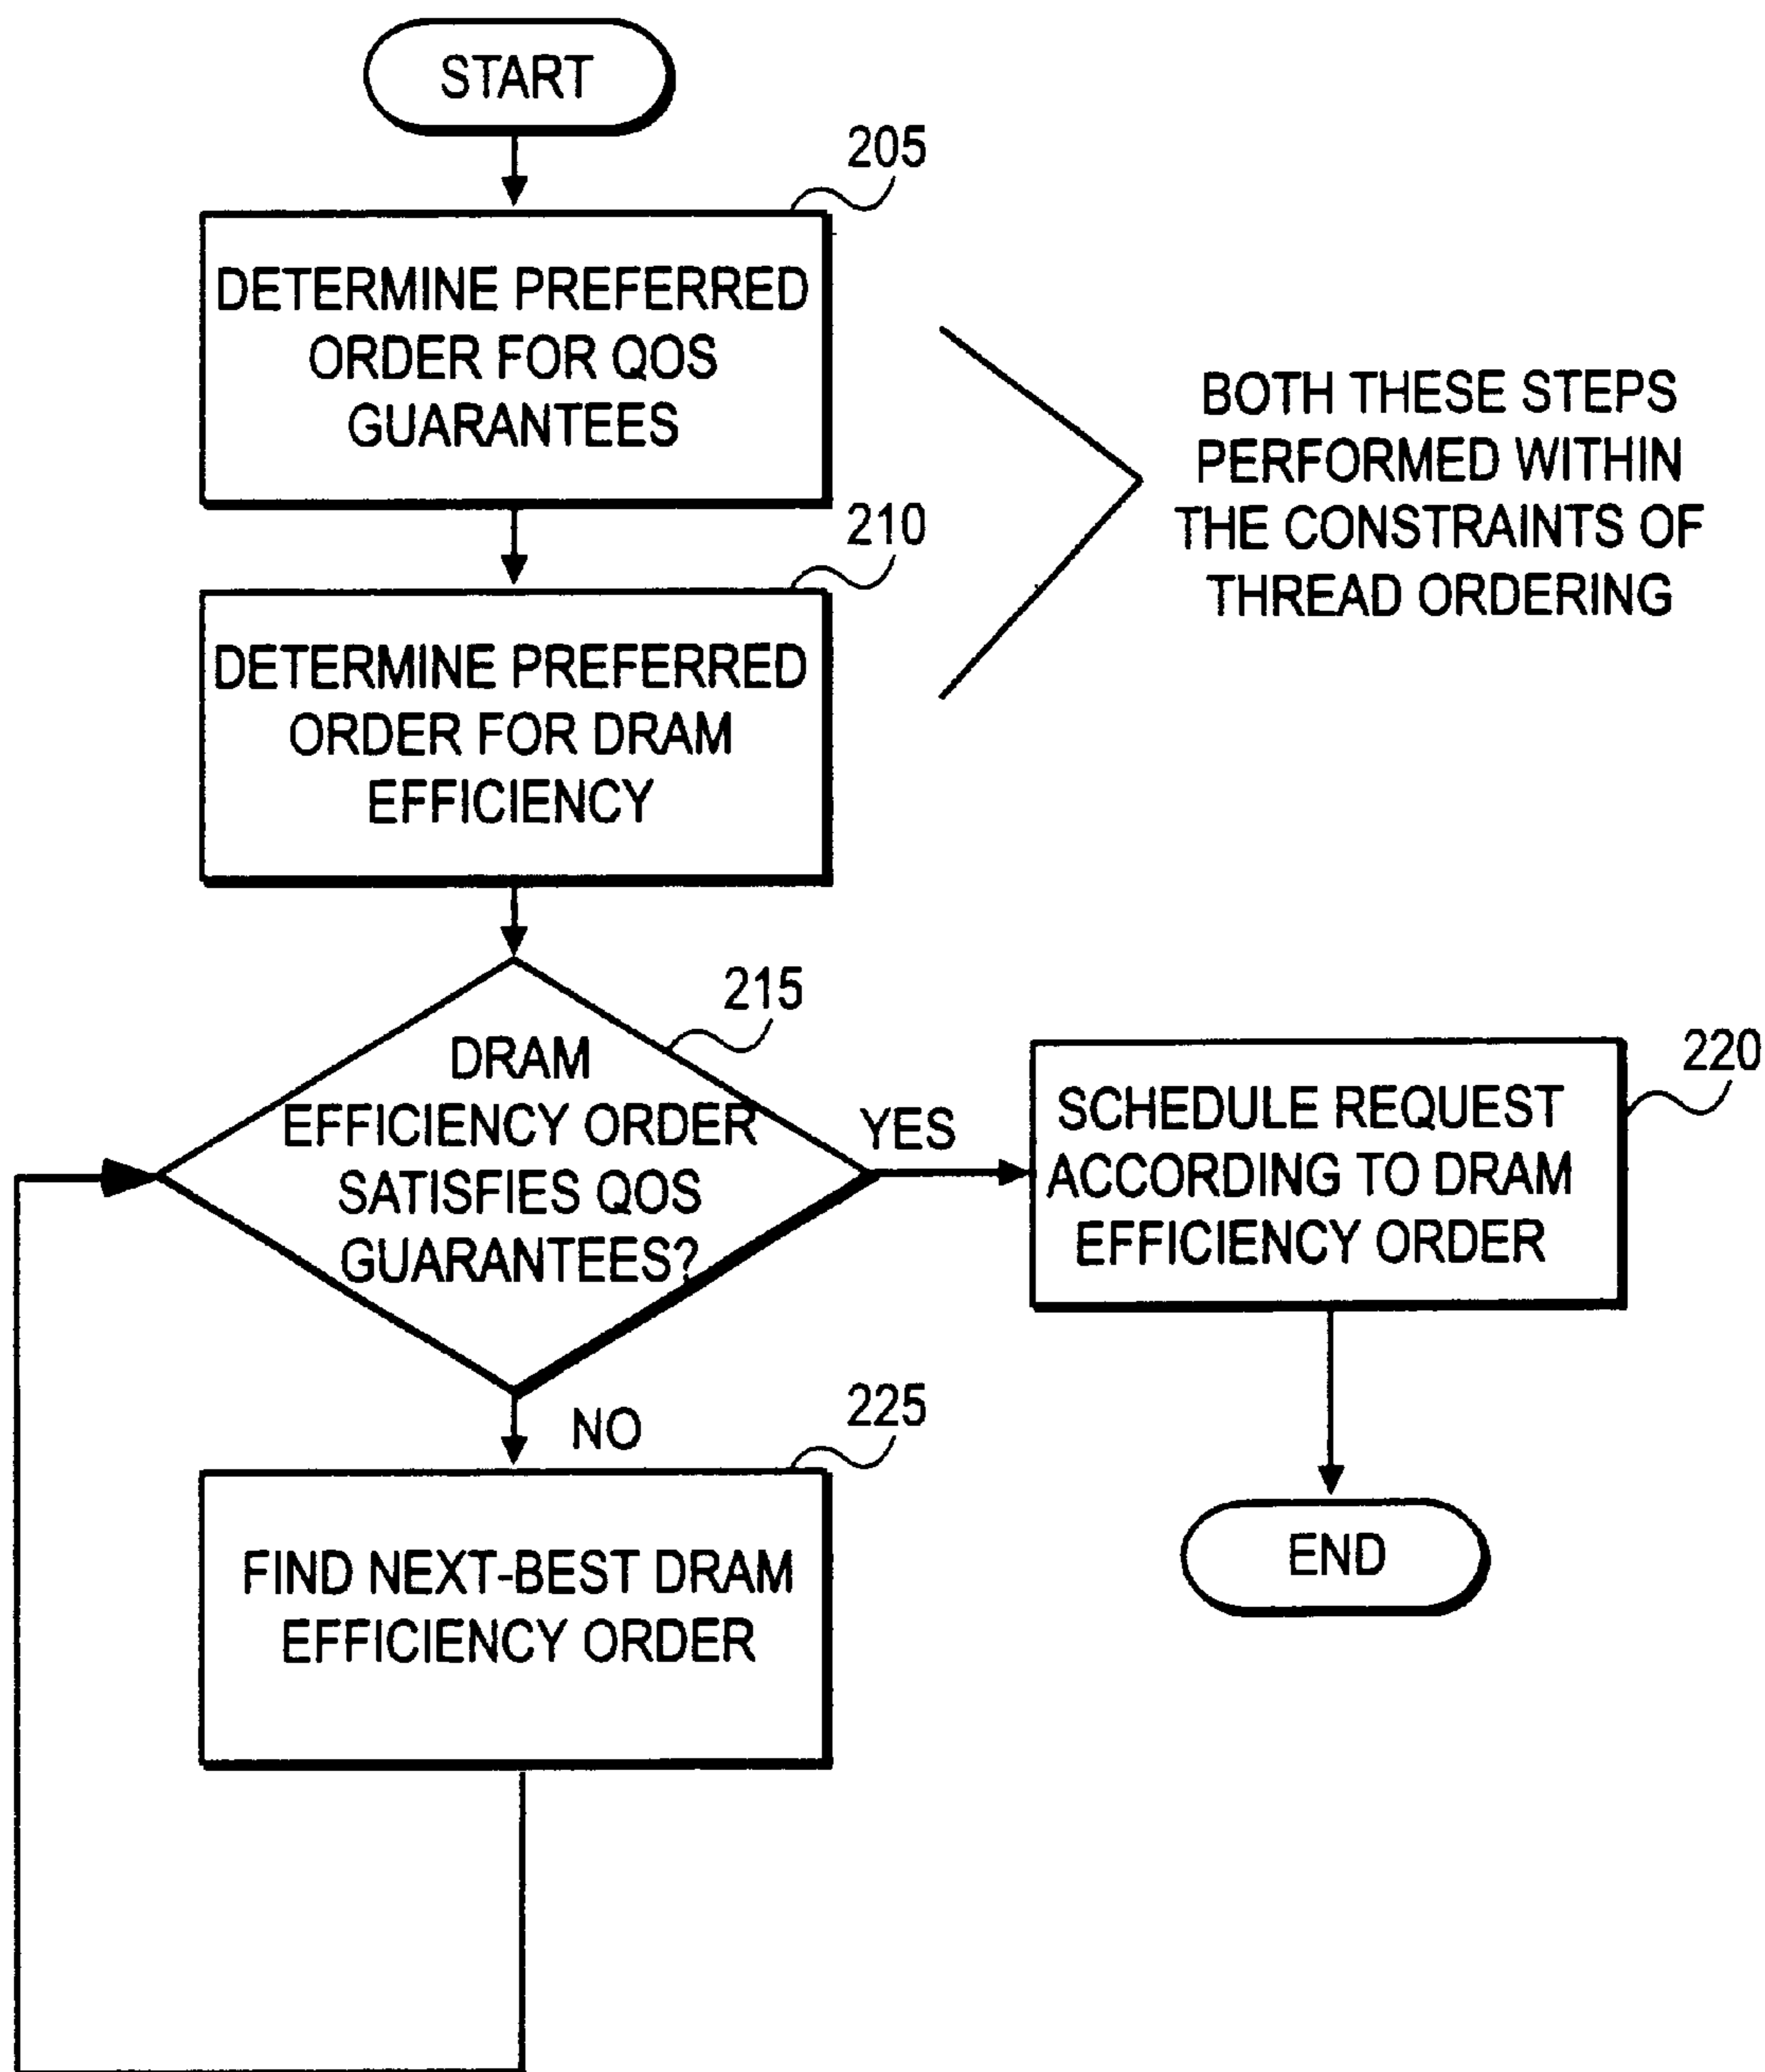 START
205
DETERMINE PREFERRED
ORDER FOR QOS
GUARANTEES
BOTH THESE STEPS
PERFORMED WITHIN
THE CONSTRAINTS OF
THREAD ORDERING
210
DETERMINE PREFERRED
ORDER FOR DRAM
EFFICIENCY
215
DRAM
EFFICIENCY ORDER
SATISFIES QOS
GUARANTEES?
YES
220
SCHEDULE REQUEST
ACCORDING TO DRAM
EFFICIENCY ORDER
NO
225
FIND NEXT-BEST DRAM
EFFICIENCY ORDER
END